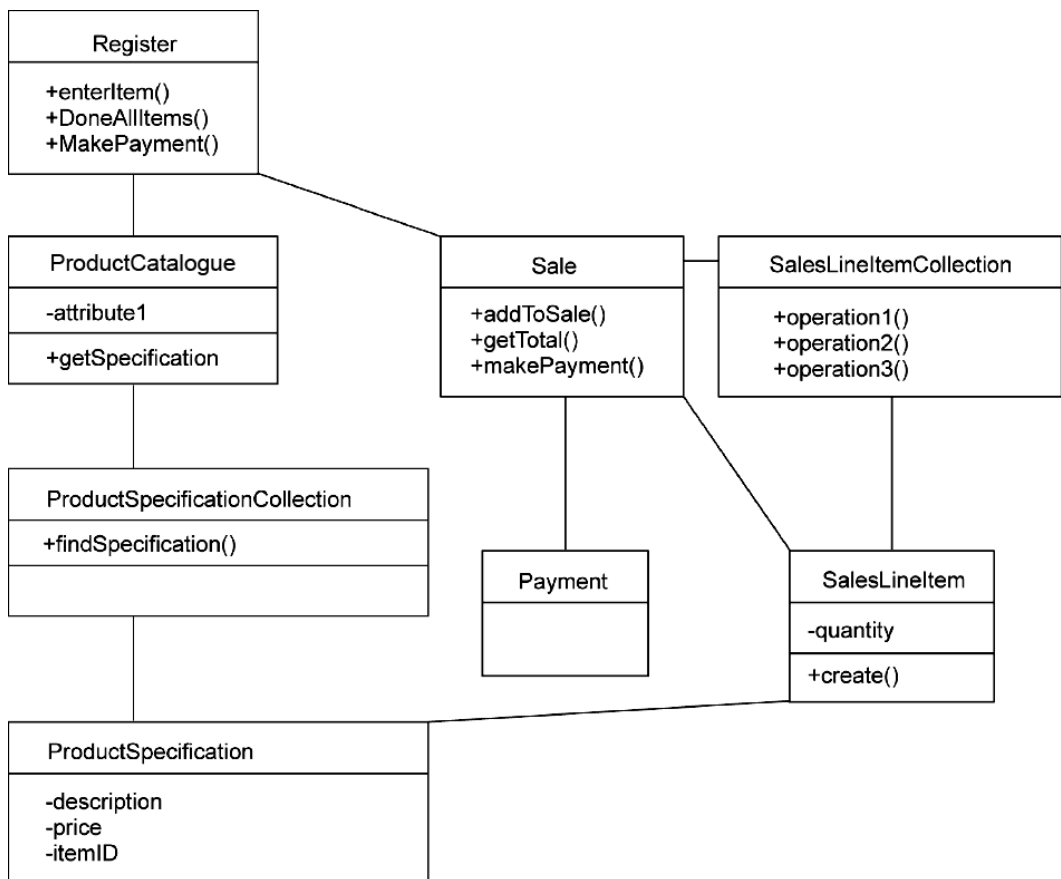 Register
+enterItem()
+DoneAllItems()
+MakePayment()
ProductCatalogue
-attribute1
+getSpecification
Sale
+addToSale()
+getTotal()
+makePayment()
SalesLineItemCollection
+operation1()
+operation2()
+operation3()
ProductSpecificationCollection
+findSpecification()
Payment
SalesLineItem
-quantity
+create()
ProductSpecification
-description
-price
-itemID